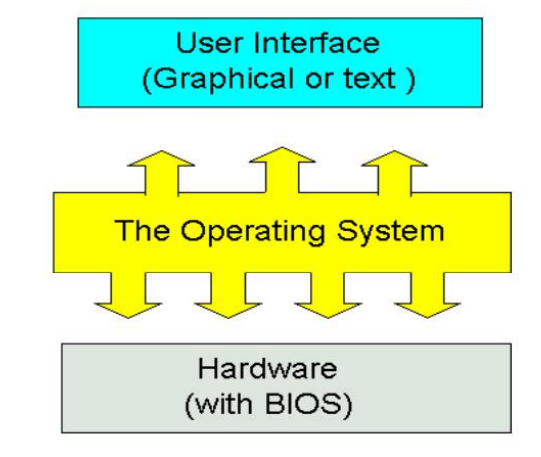 User Interface
(Graphical or text )
The Operating System
Hardware
(with BIOS)